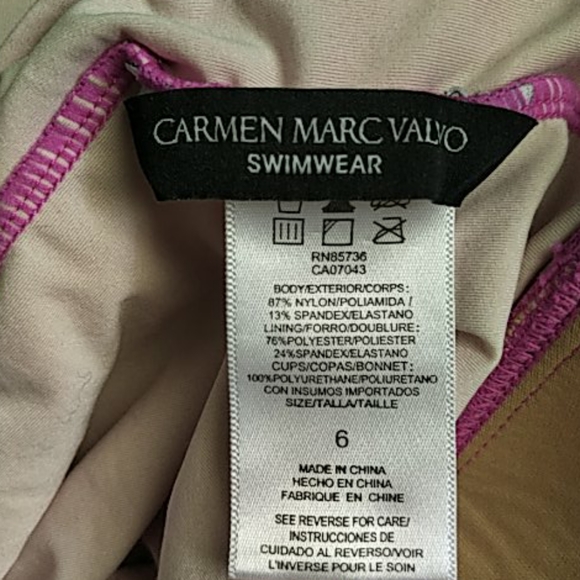 CARMEN MARC VALVO
SWIMWEAR
RN85736
CA07043
BODY/EXTERIOR/CORPS:
87% NYLON/POLIAMIDA/
13% SPANDEX/ELASTANO
LINING/FORRO/DOUBLURE:
76%POLYESTER/POLIESTER
24%SPANDEX/ELASTANO
CUPS/COPAS/BONNET:
100%POLYURETHANE/POLIURETANO
CON INSUMOS IMPORTADOS
SIZE/TALLA/TAILLE
6
MADE IN CHINA
HECHO EN CHINA
FABRIQUE EN CHINE
SEE REVERSE FOR CARE/
INSTRUCCIONES DE
CUIDADO AL REVERSO/VOIR
L'INVERSE POUR LE SOIN